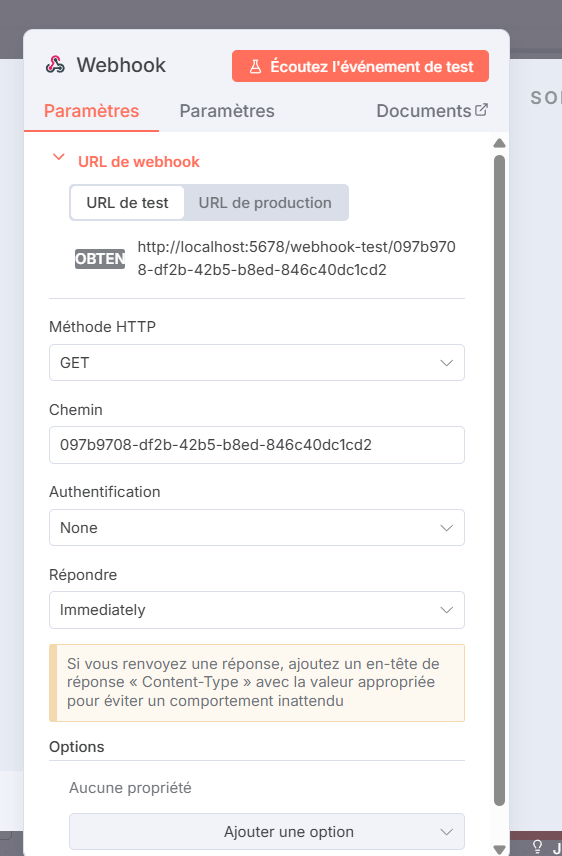 Webhook
Écoutez l'événement de test
Paramètres
Paramètres
Documents
URL de webhook
URL de test
URL de production
OBTEN
http://localhost:5678/webhook-test/097b970
8-df2b-42b5-b8ed-846c40dc1cd2
Méthode HTTP
GET
Chemin
097b9708-df2b-42b5-b8ed-846c40dc1cd2
Authentification
None
Répondre
Immediately
Si vous renvoyez une réponse, ajoutez un en-tête de
réponse « Content-Type » avec la valeur appropriée
pour éviter un comportement inattendu
Options
Aucune propriété
Ajouter une option